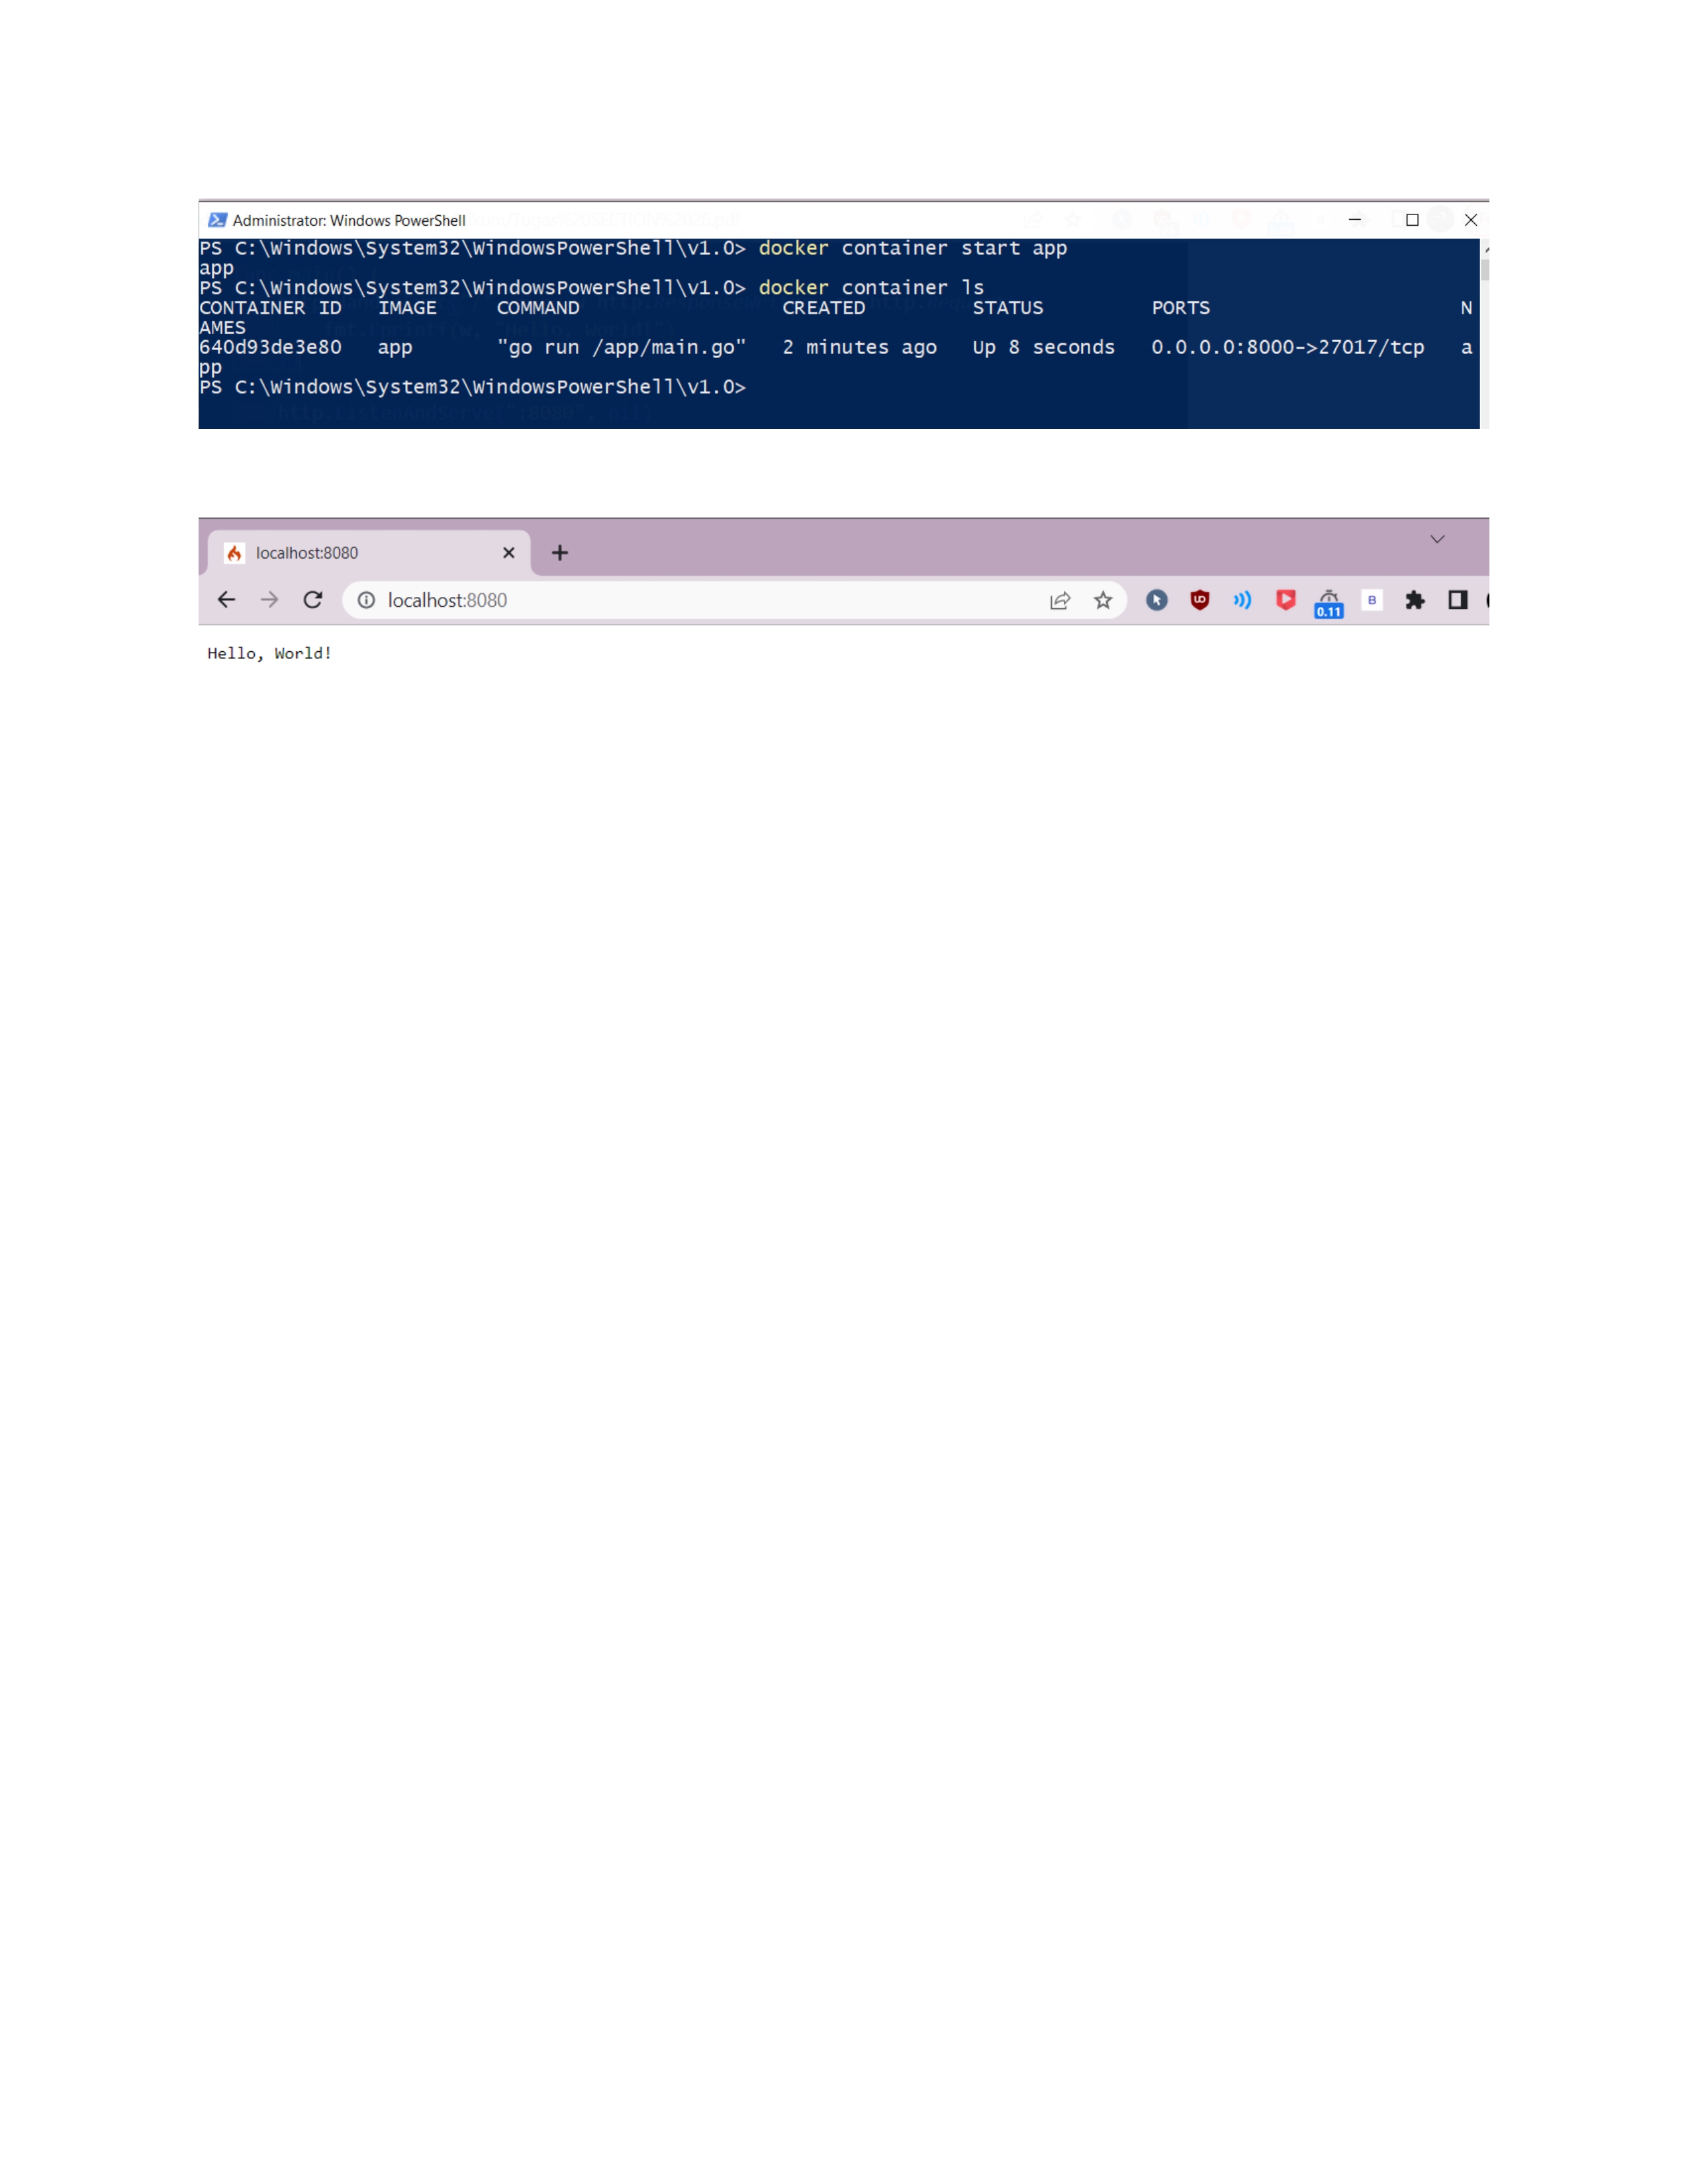 Administrator: Windows PowerShell
PS C:\Windows\System32\WindowsPowerShell\v1.0> docker container start app
app
PS C:\Windows\System32\WindowsPowerShell\v1.0> docker container ls
CONTAINER ID   IMAGE     COMMAND                 CREATED         STATUS         PORTS                     N
AMES
640d93de3e80   app       "go run /app/main.go"   2 minutes ago   Up 8 seconds   0.0.0.0:8000->27017/tcp   a
pp
PS C:\Windows\System32\WindowsPowerShell\v1.0>
localhost:8080
localhost:8080
0.11
B
Hello, World!